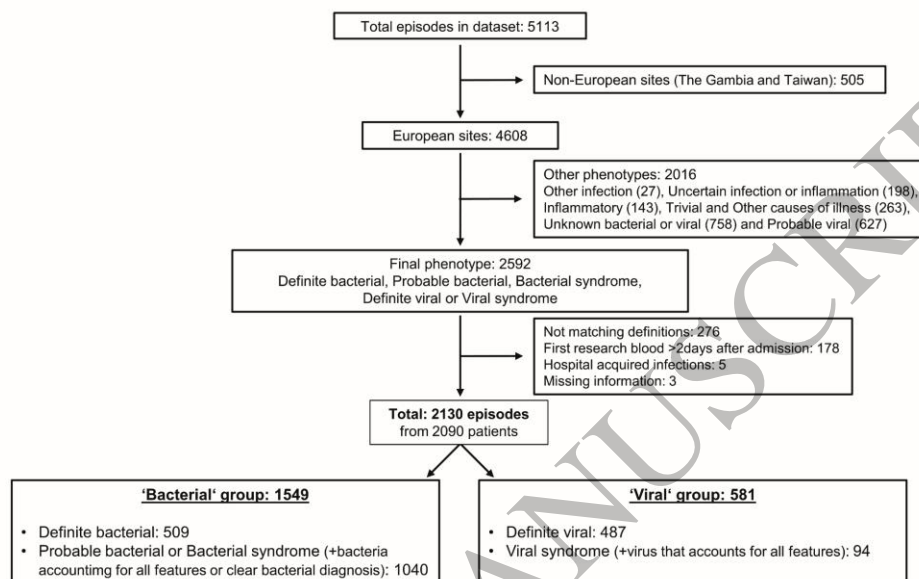 Total episodes in dataset: 5113
Non-European sites (The Gambia and Taiwan): 505
European sites: 4608
Other phenotypes: 2016
Other infection (27), Uncertain infection or inflammation (198),
Inflammatory (143), Trivial and Other causes of illness (263),
Unknown bacterial or viral (758) and Probable viral (627)
Final phenotype: 2592
Definite bacterial, Probable bacterial, Bacterial syndrome,
Definite viral or Viral syndrome
Not matching definitions: 276
First research blood >2days after admission: 178
Hospital acquired infections: 5
Missing information: 3
Total: 2130 episodes
from 2090 patients
'Bacterial' group: 1549
• Definite bacterial: 509
• Probable bacterial or Bacterial syndrome (+bacteria
accountimg for all features or clear bacterial diagnosis): 1040
'Viral' group: 581
• Definite viral: 487
• Viral syndrome (+virus that accounts for all features): 94
ANUSCRI